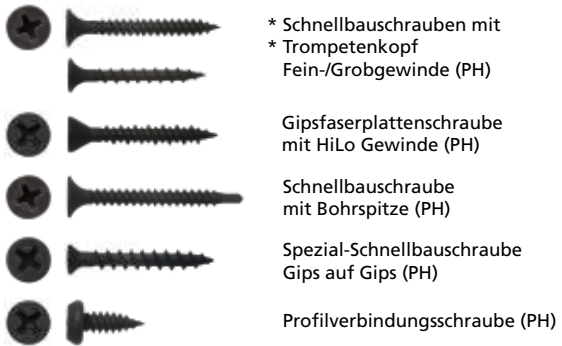 * Schnellbauschrauben mit
* Trompetenkopf
Fein-/Grobgewinde (PH)
Gipsfaserplattenschraube
mit HiLo Gewinde (PH)
Schnellbauschraube
mit Bohrspitze (PH)
Spezial-Schnellbauschraube
Gips auf Gips (PH)
Profilverbindungsschraube (PH)